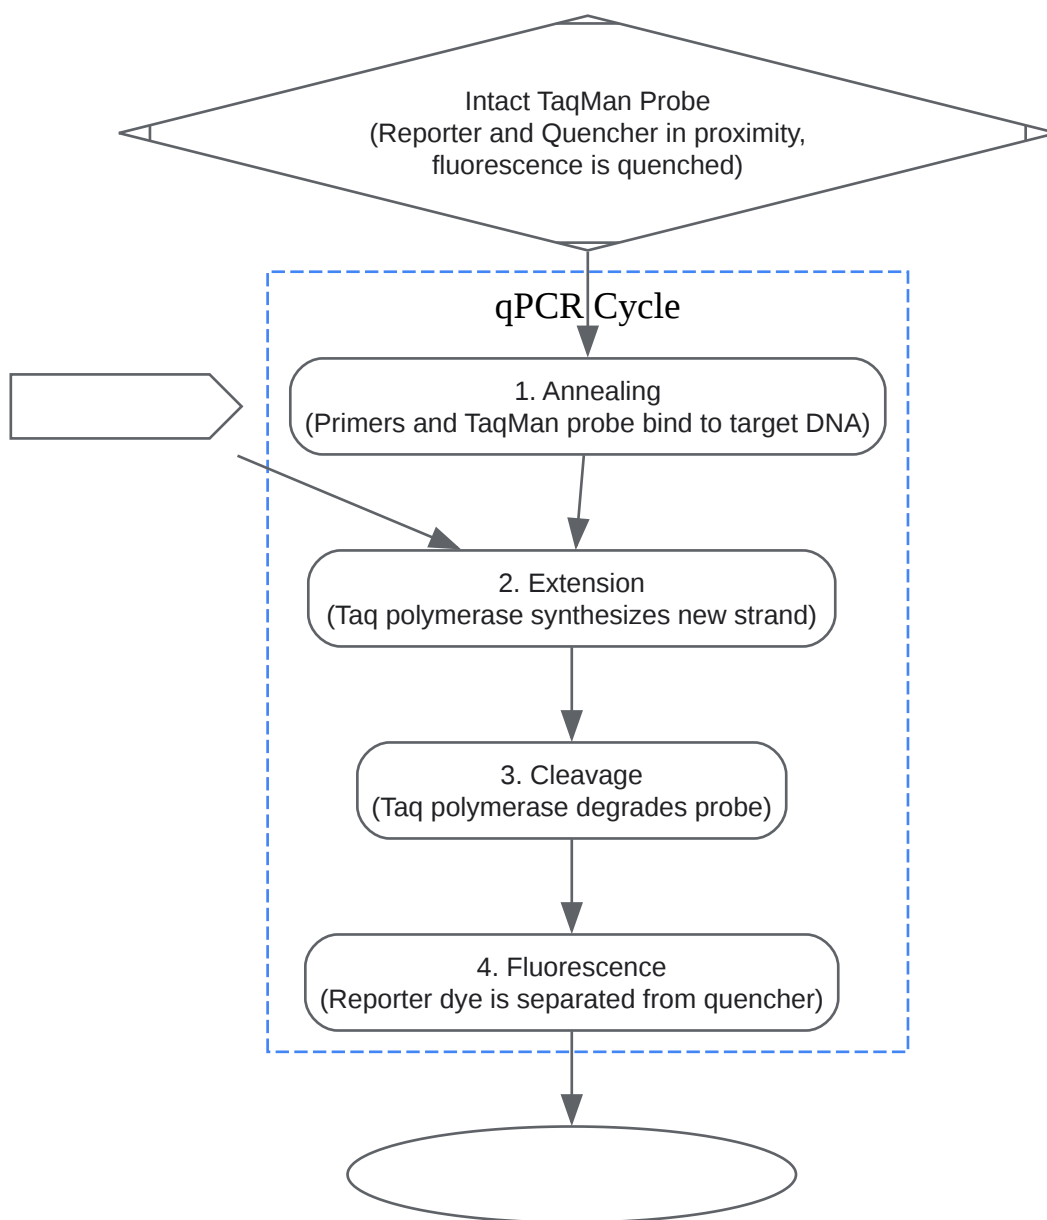 Intact TaqMan Probe
(Reporter and Quencher in proximity,
fluorescence is quenched)
qPCR Cycle
1. Annealing
(Primers and TaqMan probe bind to target DNA)
2. Extension
(Taq polymerase synthesizes new strand)
3. Cleavage
(Taq polymerase degrades probe)
4. Fluorescence
(Reporter dye is separated from quencher)